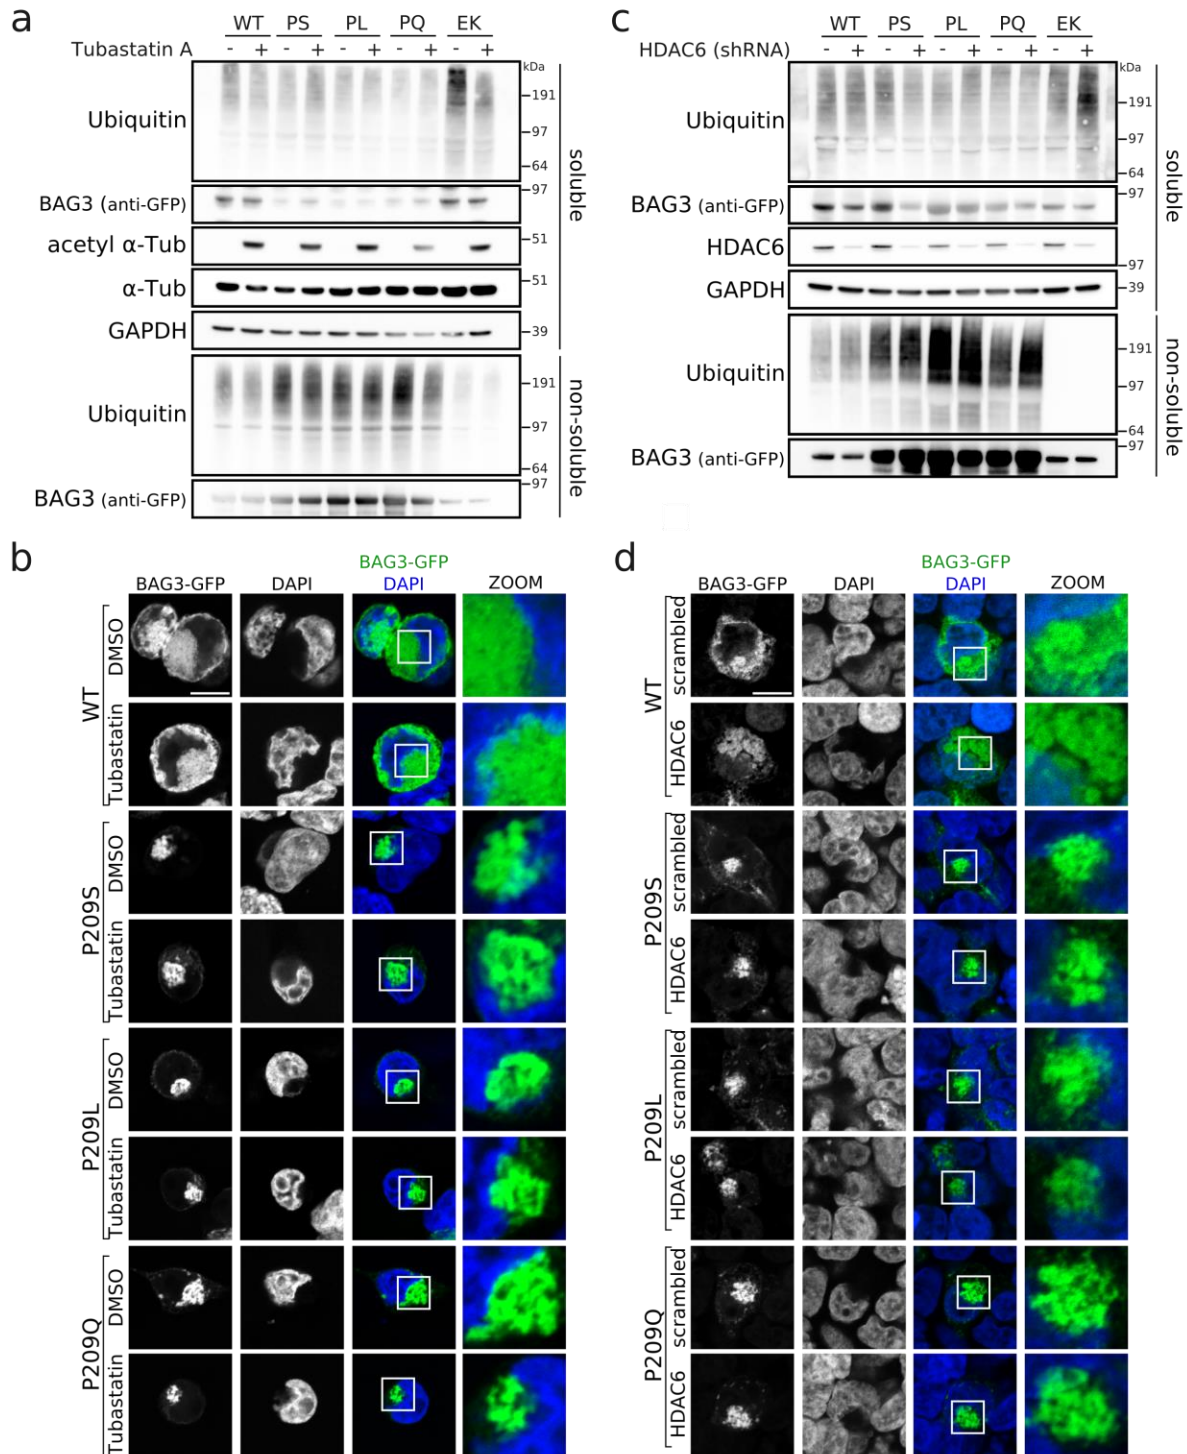 a
WT PS PL PQ EK
Tubastatin A - + - + - + - + - +
kDa
Ubiquitin
191
97
64
BAG3 (anti-GFP)
97
acetyl α-Tub
51
α-Tub
51
GAPDH
39
soluble
Ubiquitin
191
97
64
BAG3 (anti-GFP)
97
non-soluble
c
WT PS PL PQ EK
HDAC6 (shRNA) - + - + - + - + - +
kDa
Ubiquitin
191
97
64
BAG3 (anti-GFP)
97
HDAC6
97
GAPDH
39
soluble
Ubiquitin
191
97
64
BAG3 (anti-GFP)
97
non-soluble
b
BAG3-GFP
BAG3-GFP DAPI DAPI ZOOM
WT
DMSO
Tubastatin
P209S
DMSO
Tubastatin
P209L
DMSO
Tubastatin
P209Q
DMSO
Tubastatin
d
BAG3-GFP
BAG3-GFP DAPI DAPI ZOOM
WT
scrambled
HDAC6
P209S
scrambled
HDAC6
P209L
scrambled
HDAC6
P209Q
scrambled
HDAC6